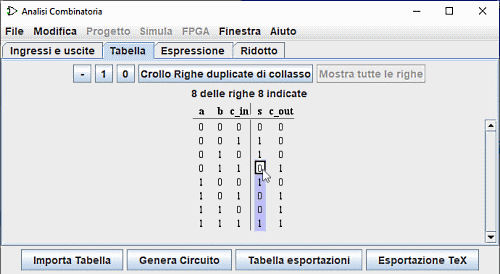 Analisi Combinatoria
File Modifica Progetto Simula FPGA Finestra Aiuto
Ingressi e uscite Tabella Espressione Ridotto
- 1 0 Crollo Righe duplicate di collasso Mostra tutte le righe
8 delle righe 8 indicate
a b c_in s c_out
0 0 0 0 0
0 0 1 1 0
0 1 0 1 0
0 1 1 0 1
1 0 0 1 0
1 0 1 0 1
1 1 0 0 1
1 1 1 1 1
Importa Tabella Genera Circuito Tabella esportazioni Esportazione TeX